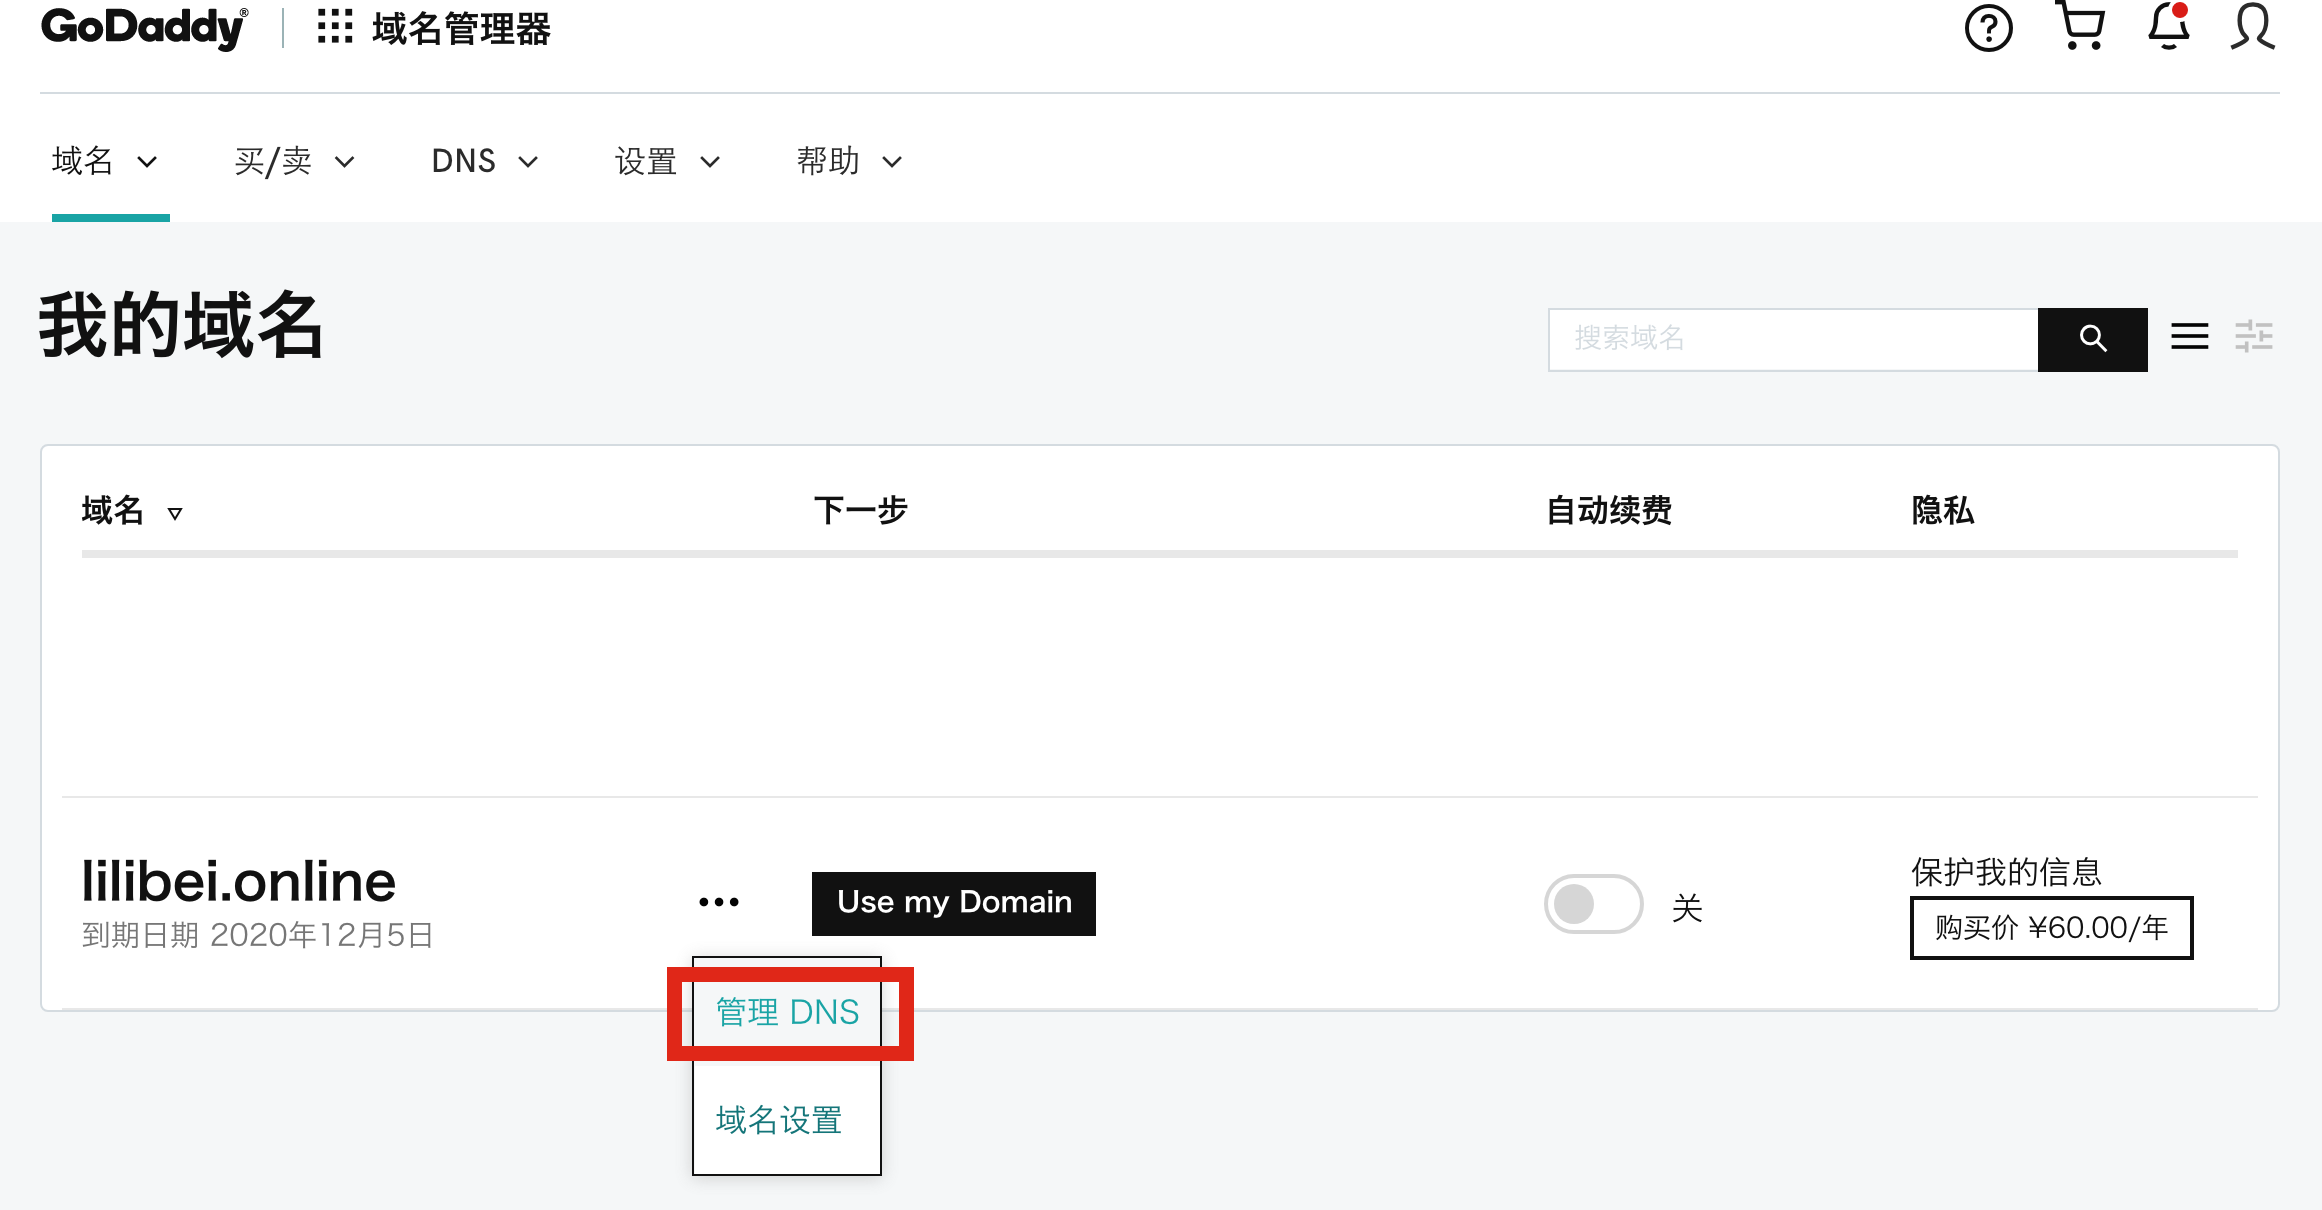 GoDaddy® 域名管理器
域名 买/卖 DNS 设置 帮助
我的域名
搜索域名
域名 下一步 自动续费 隐私
lilibei.online
到期日期 2020年12月5日
Use my Domain
关
保护我的信息
购买价 ¥60.00/年
管理 DNS
域名设置